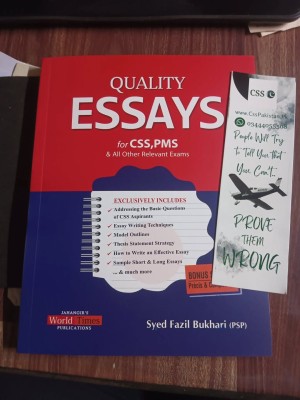 QUALITY
ESSAYS
for CSS, PMS
& All Other Relevant Exams
EXCLUSIVELY INCLUDES
Addressing the Basic Questions
of CSS Aspirants
Essay Writing Techniques
Model Outlines
Thesis Statement Strategy
How to Write an Effective Essay
Sample Short & Long Essays
... & much more
BONUS
Precis &
JAHANGIR'S
World Times
PUBLICATIONS
Syed Fazil Bukhari (PSP)
CSS
People Will Try
to Tell You that
You Can't...
PROVE
THEM
WRONG